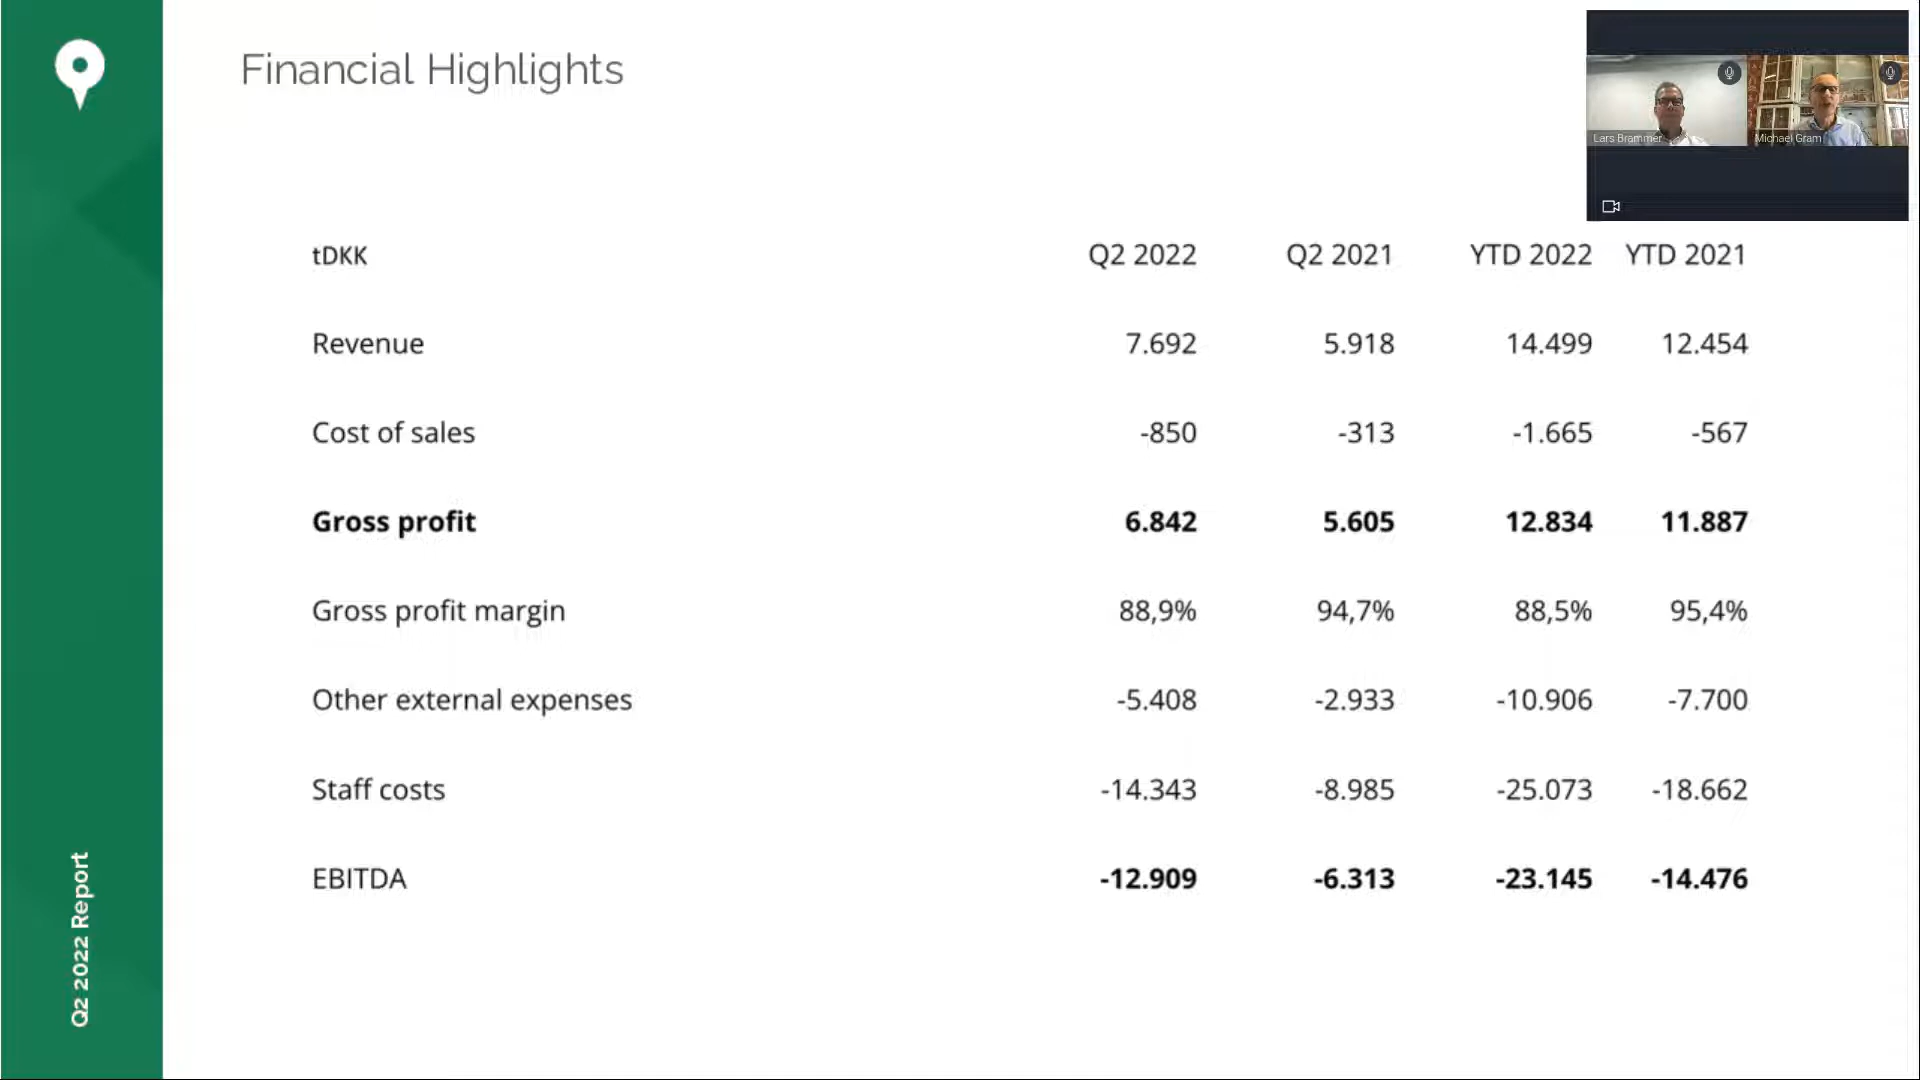 Financial Highlights
Lars Brammer
Michael Gram
tDKK Q2 2022 Q2 2021 YTD 2022 YTD 2021
Revenue 7.692 5.918 14.499 12.454
Cost of sales -850 -313 -1.665 -567
Gross profit 6.842 5.605 12.834 11.887
Gross profit margin 88,9% 94,7% 88,5% 95,4%
Other external expenses -5.408 -2.933 -10.906 -7.700
Staff costs -14.343 -8.985 -25.073 -18.662
EBITDA -12.909 -6.313 -23.145 -14.476
Q2 2022 Report